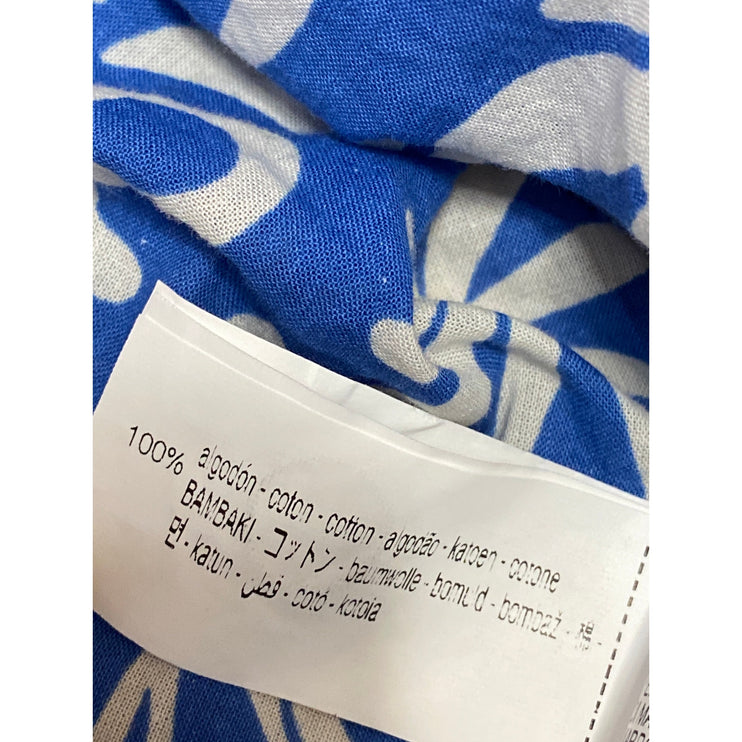 100% algodón - coton - cotton - algodão - katoen - cotone
BAMBAKI - コットン - baumwolle - bomuld - bombaž - 棉 -
면 - katun - قطن - cotó - kotoia